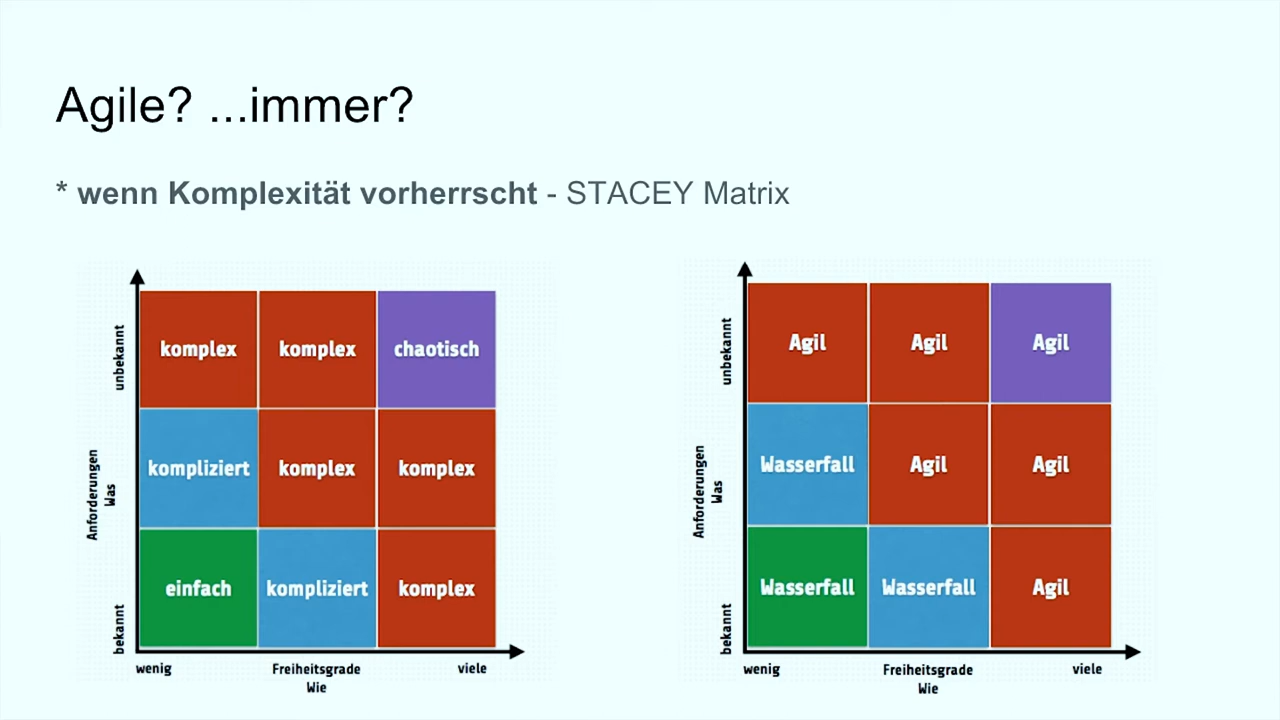 Agile? ...immer?
* wenn Komplexität vorherrscht - STACEY Matrix
unbekannt
Anforderungen
Was
bekannt
komplex komplex chaotisch
kompliziert komplex komplex
einfach kompliziert komplex
wenig Freiheitsgrade viele
Wie
unbekannt
Anforderungen
Was
bekannt
Agil Agil Agil
Wasserfall Agil Agil
Wasserfall Wasserfall Agil
wenig Freiheitsgrade viele
Wie